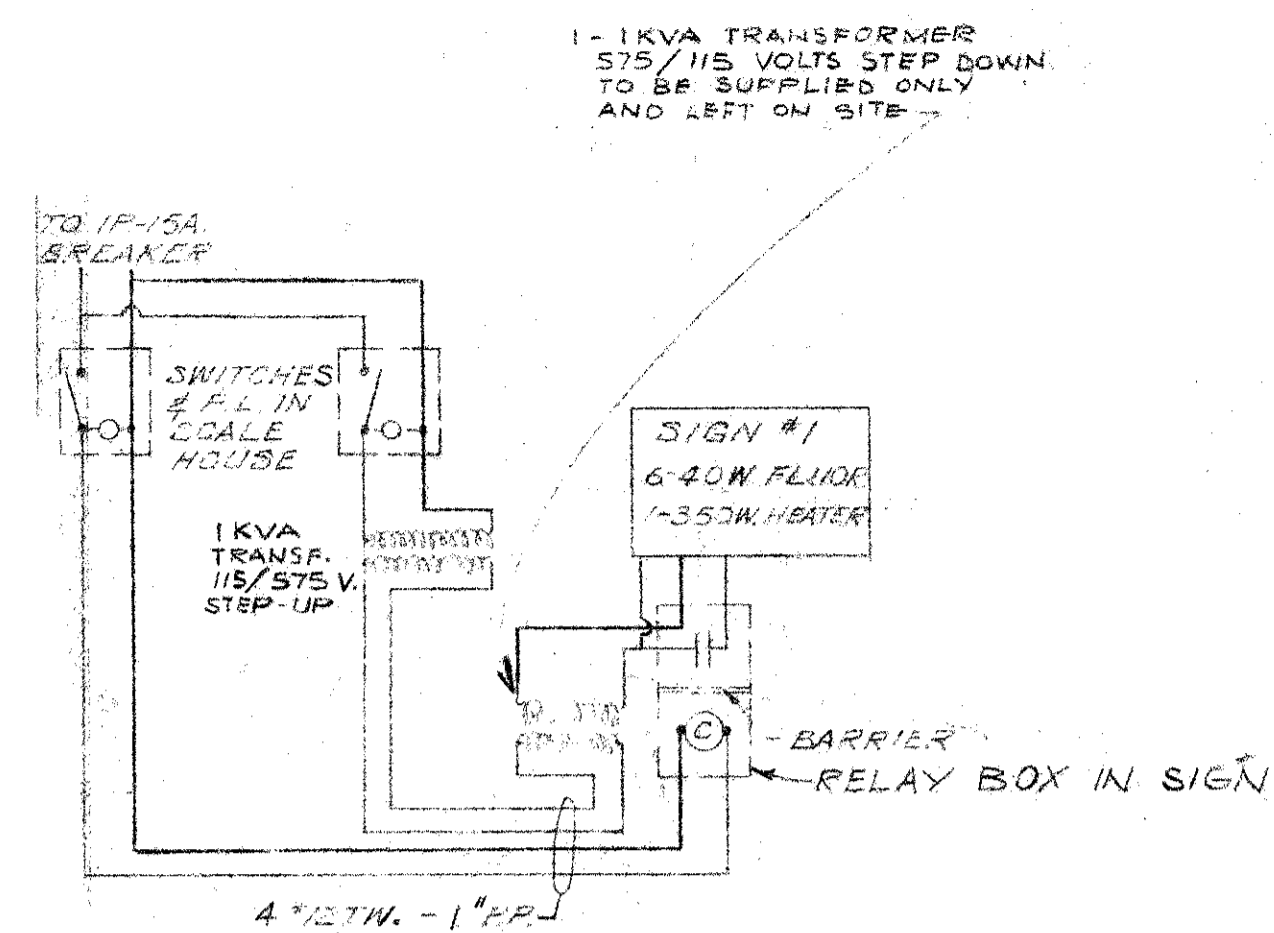 1-1KVA TRANSFORMER
575/115 VOLTS STEP DOWN
TO BE SUPPLIED ONLY
AND LEFT ON SITE
TO 1P-15A.
BREAKER
SWITCHES
& P.L. IN
SCALE
HOUSE
SIGN #1
6-40W. FLUOR
1-350W. HEATER
1KVA
TRANSF.
115/575 V.
STEP-UP
C
BARRIER
RELAY BOX IN SIGN
4 #12 TW. - 1"